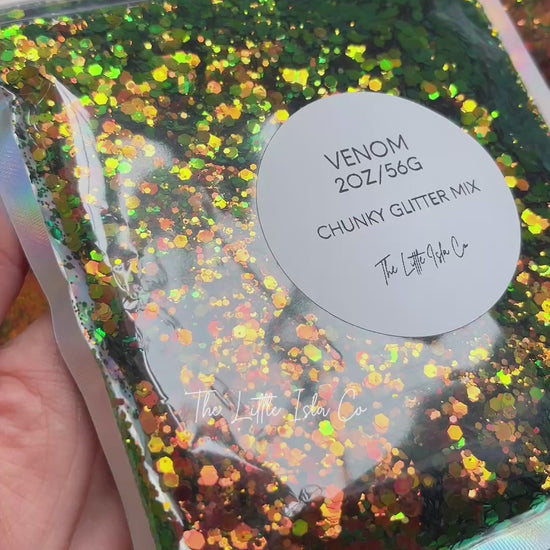 VENOM
2OZ/56G
CHUNKY GLITTER MIX
The Little Isla Co
The Little Isla Co